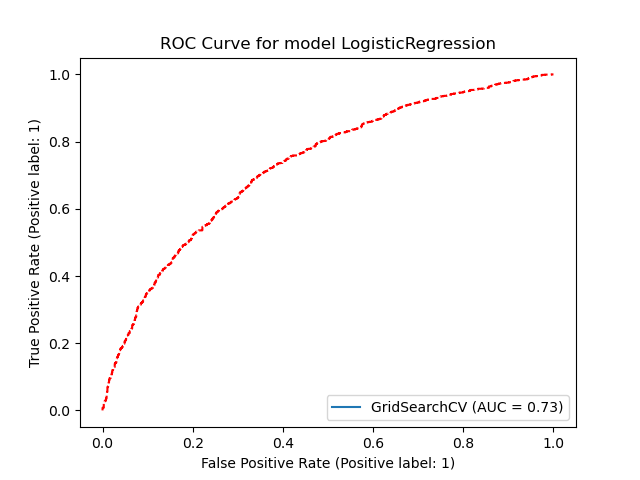 ROC Curve for model LogisticRegression
1.0
0.8
0.6
0.4
0.2
0.0
True Positive Rate (Positive label: 1)
GridSearchCV (AUC = 0.73)
0.0 0.2 0.4 0.6 0.8 1.0
False Positive Rate (Positive label: 1)